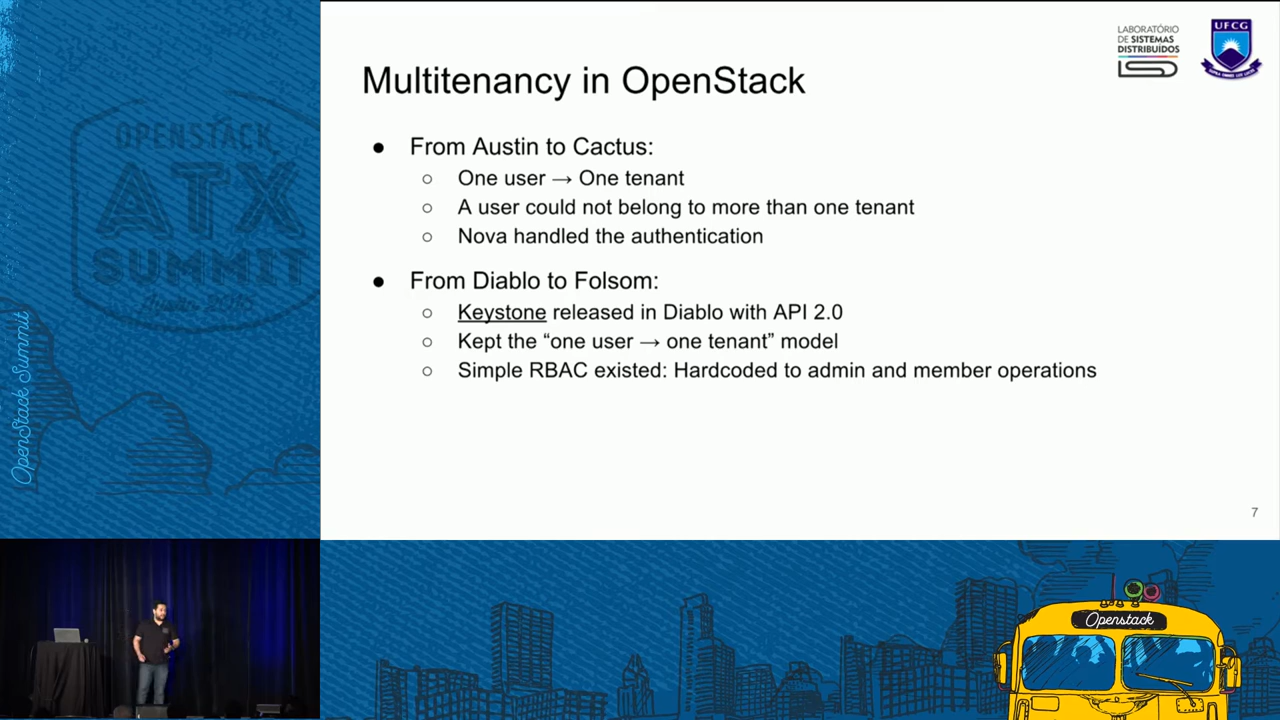 OPENSTACK
ATX
SUMMIT
Austin 2016
OpenStack Summit
LABORATÓRIO
DE SISTEMAS
DISTRIBUÍDOS
UFCG
Multitenancy in OpenStack
● From Austin to Cactus:
○ One user → One tenant
○ A user could not belong to more than one tenant
○ Nova handled the authentication
● From Diablo to Folsom:
○ Keystone released in Diablo with API 2.0
○ Kept the “one user → one tenant” model
○ Simple RBAC existed: Hardcoded to admin and member operations
7
Openstack